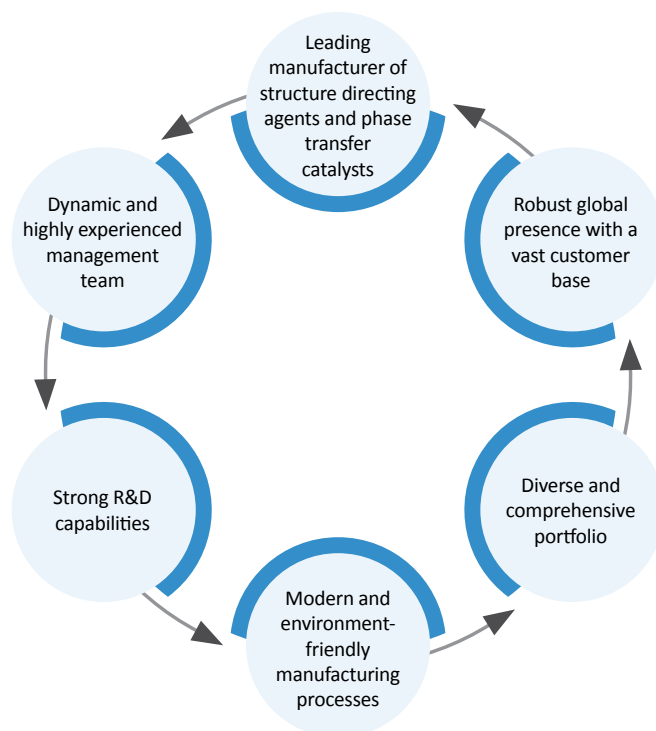 Leading
manufacturer of
structure directing
agents and phase
transfer
catalysts
Dynamic and
highly experienced
management
team
Robust global
presence with a
vast customer
base
Strong R&D
capabilities
Diverse and
comprehensive
portfolio
Modern and
environment-
friendly
manufacturing
processes